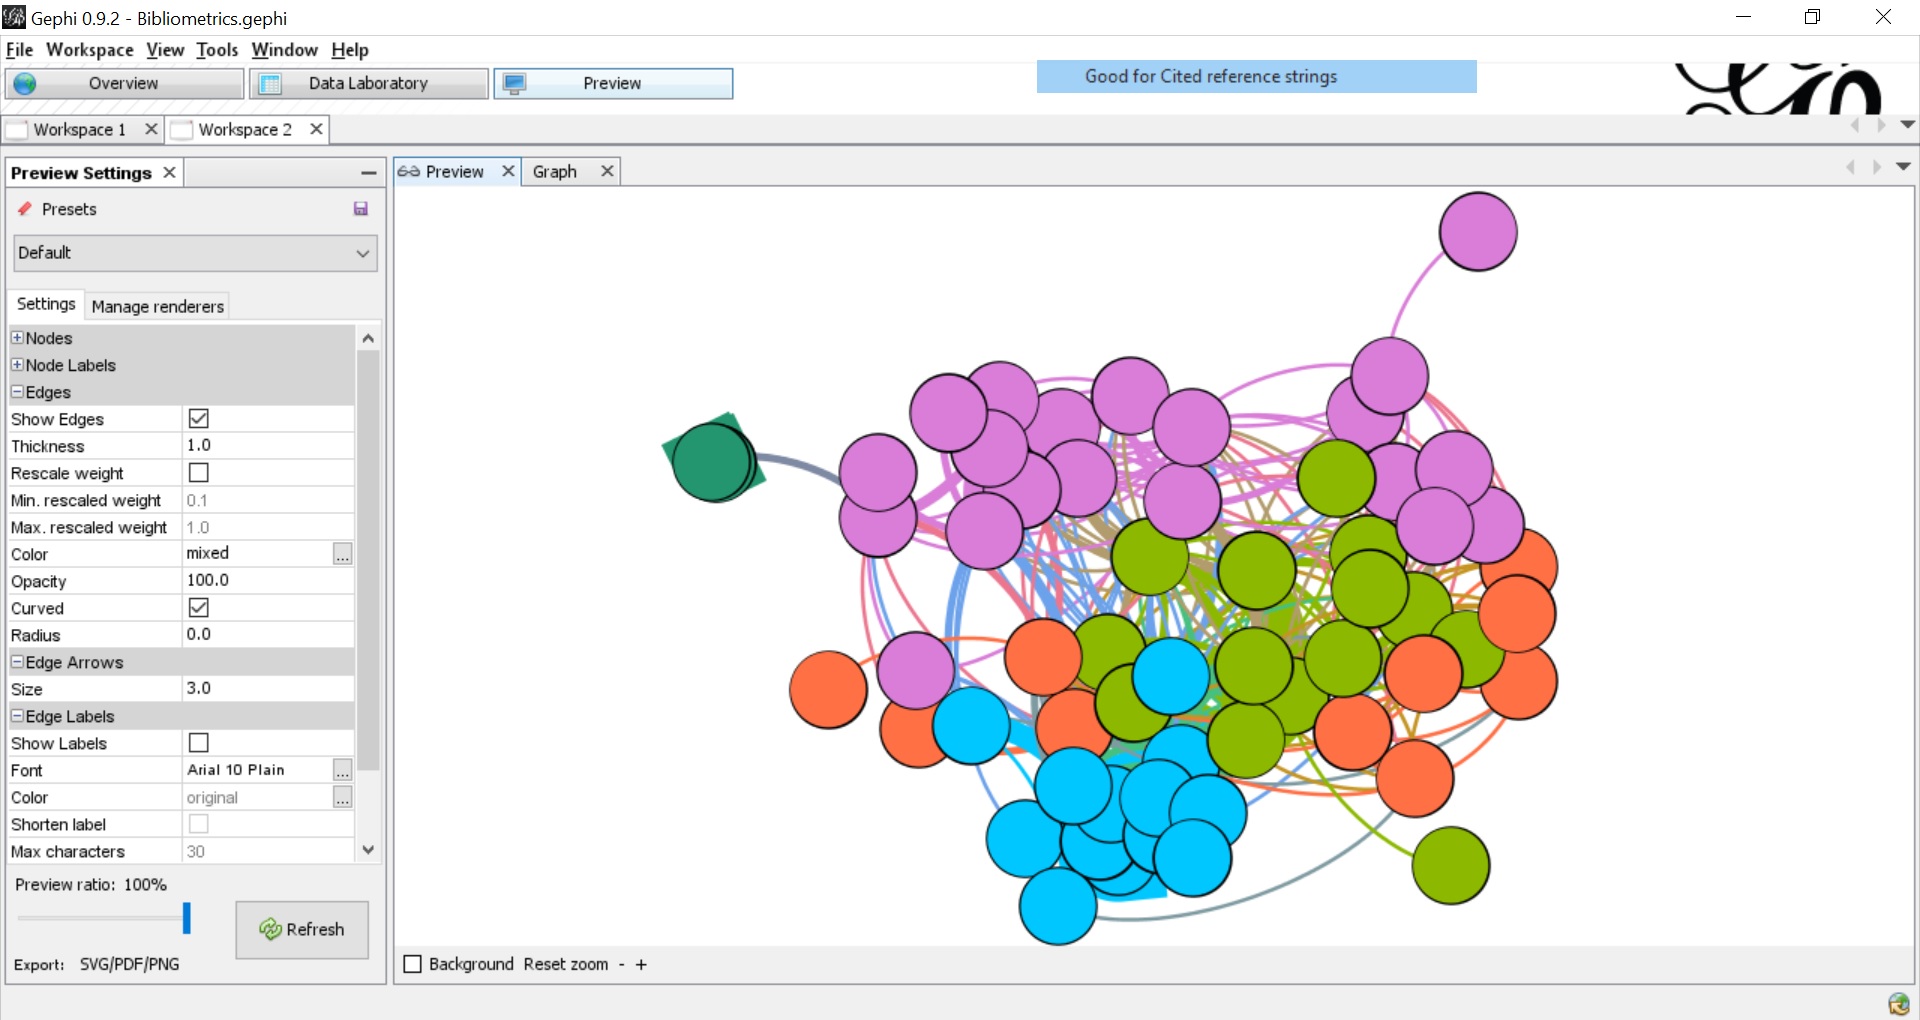 Gephi 0.9.2 - Bibliometrics.gephi
File Workspace View Tools Window Help
Overview Data Laboratory Preview
Good for Cited reference strings
Workspace 1 Workspace 2
Preview Settings
Preview Graph
Presets
Default
Settings Manage renderers
Nodes
Node Labels
Edges
Show Edges
Thickness 1.0
Rescale weight
Min. rescaled weight 0.1
Max. rescaled weight 1.0
Color mixed ...
Opacity 100.0
Curved
Radius 0.0
Edge Arrows
Size 3.0
Edge Labels
Show Labels
Font Arial 10 Plain ...
Color original ...
Shorten label
Max characters 30
Preview ratio: 100%
Refresh
Export: SVG/PDF/PNG
Background Reset zoom - +